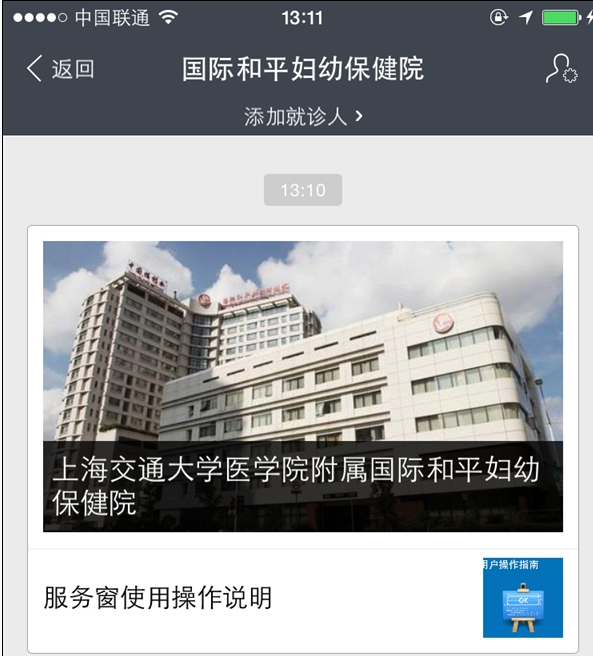 中国联通
13:11
返回
国际和平妇幼保健院
添加就诊人
13:10
上海交通大学医学院附属国际和平妇幼
保健院
服务窗使用操作说明
用户操作指南
OK